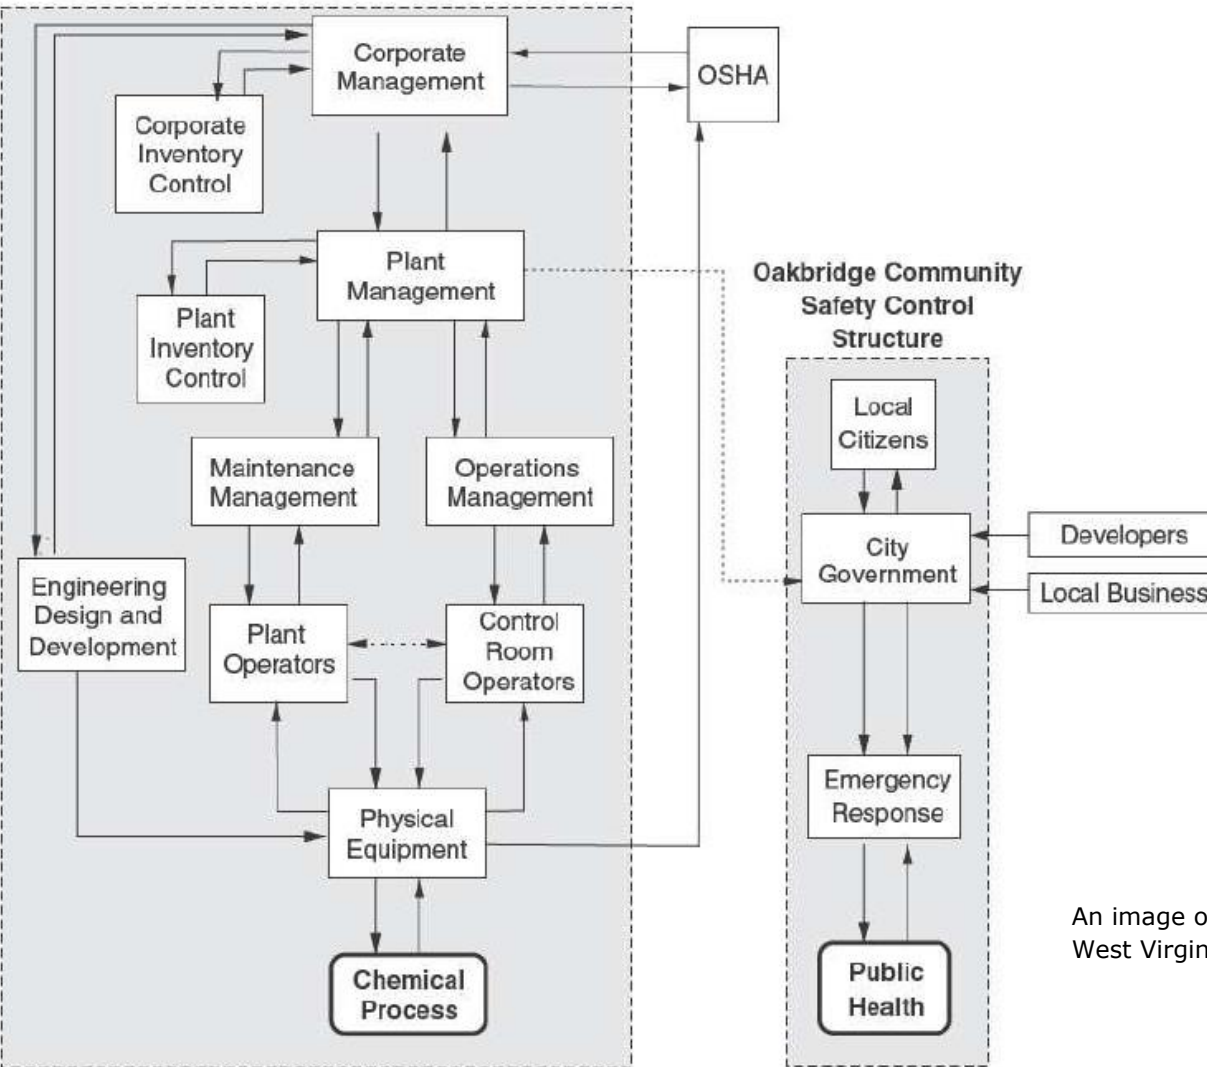 Corporate
Management
OSHA
Corporate
Inventory
Control
Plant
Management
Plant
Inventory
Control
Maintenance
Management
Operations
Management
Engineering
Design and
Development
Plant
Operators
Control
Room
Operators
Physical
Equipment
Chemical
Process
Oakbridge Community
Safety Control
Structure
Local
Citizens
City
Government
Developers
Local Business
Emergency
Response
Public
Health
An image
West